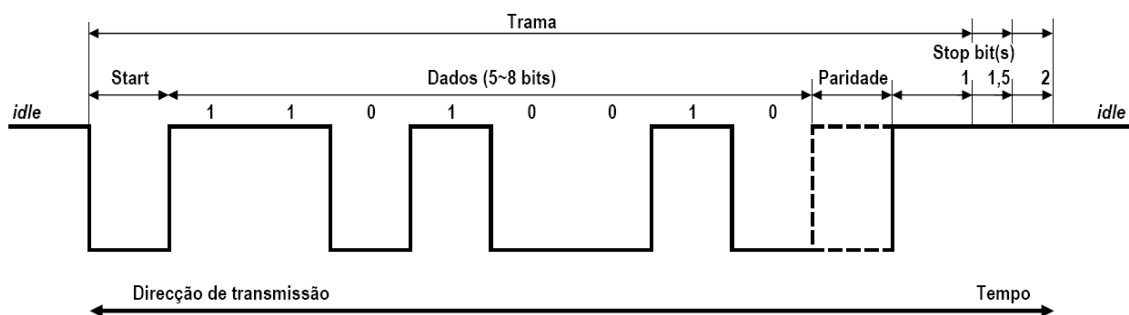 Trama
Stop bit(s)
Start Dados (5~8 bits) Paridade 1 1,5 2
idle 1 1 0 1 0 0 1 0 idle
Direcção de transmissão Tempo